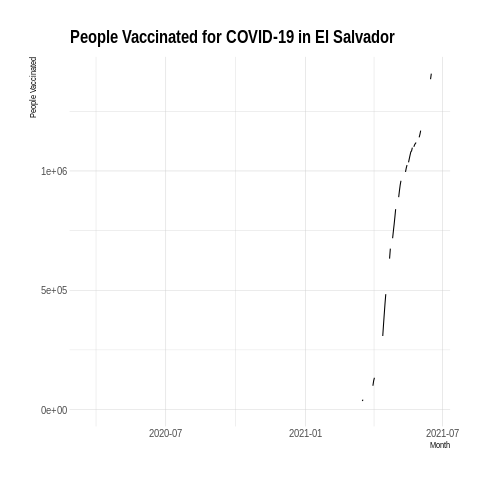 People Vaccinated for COVID-19 in El Salvador
People Vaccinated
1e+06
5e+05
0e+00
2020-07
2021-01
2021-07
Month